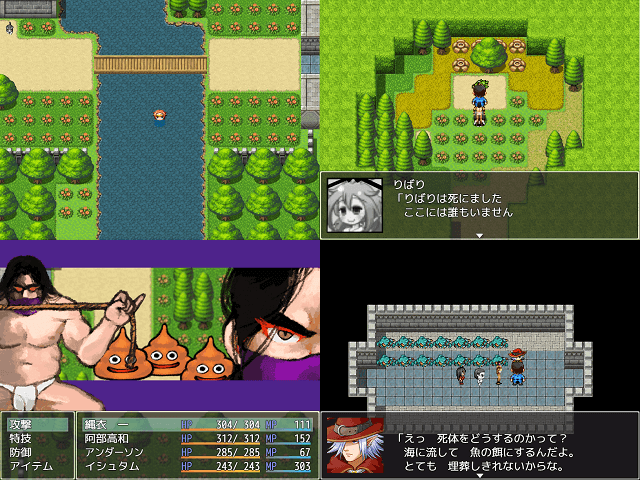 りばり
「りばりは死にました
ここには誰もいません
攻撃
特技
防御
アイテム
縄衣　一 HP 304/ 304 MP 111
阿部高和 HP 312/ 312 MP 152
アンダーソン HP 285/ 285 MP 67
イシュタム HP 243/ 243 MP 303
「えっ　死体をどうするのかって？
海に流して　魚の餌にするんだよ。
とても　埋葬しきれないからな。